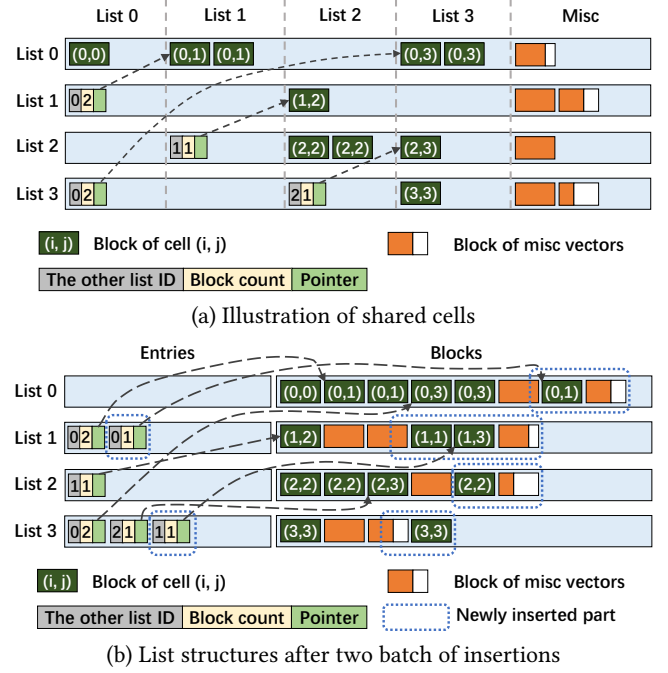 List 0 List 1 List 2 List 3 Misc
List 0 (0,0) (0,1) (0,1) (0,3) (0,3)
List 1 0 2 (1,2)
List 2 1 1 (2,2) (2,2) (2,3)
List 3 0 2 2 1 (3,3)
(i, j) Block of cell (i, j) Block of misc vectors
The other list ID Block count Pointer
(a) Illustration of shared cells
Entries Blocks
List 0 (0,0) (0,1) (0,1) (0,3) (0,3) (0,1)
List 1 0 2 0 1 (1,2) (1,1) (1,3)
List 2 1 1 (2,2) (2,2) (2,3) (2,2)
List 3 0 2 2 1 1 1 (3,3) (3,3)
(i, j) Block of cell (i, j) Block of misc vectors
The other list ID Block count Pointer Newly inserted part
(b) List structures after two batch of insertions